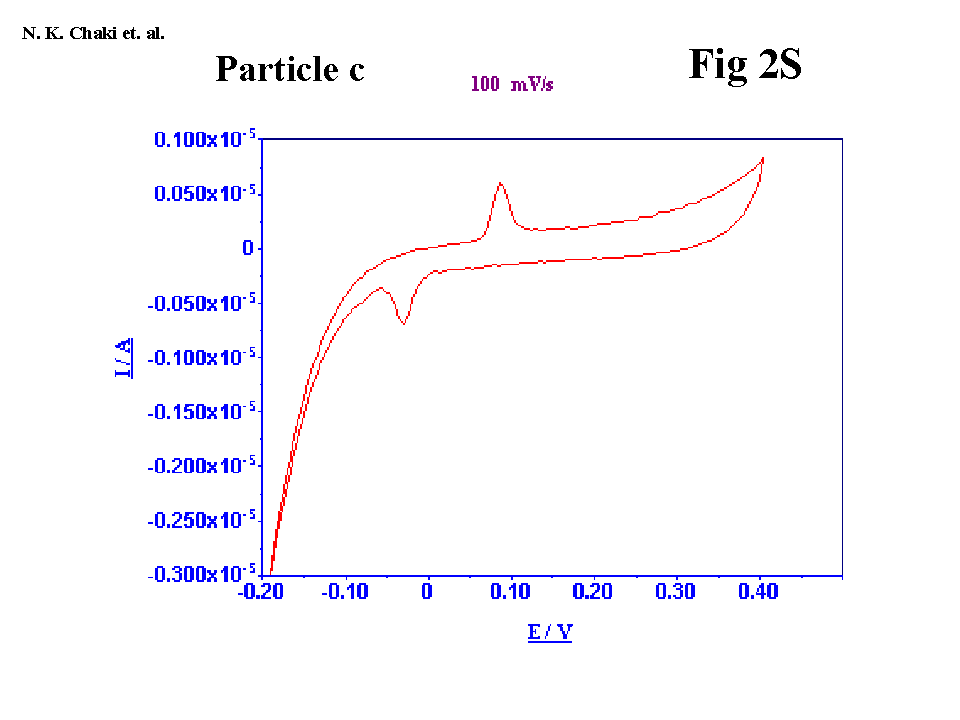 N. K. Chaki et. al.
Particle c
Fig 2S
100 mV/s
0.100x10⁻⁵
0.050x10⁻⁵
0
-0.050x10⁻⁵
-0.100x10⁻⁵
-0.150x10⁻⁵
-0.200x10⁻⁵
-0.250x10⁻⁵
-0.300x10⁻⁵
I / A
-0.20 -0.10 0 0.10 0.20 0.30 0.40
E / V